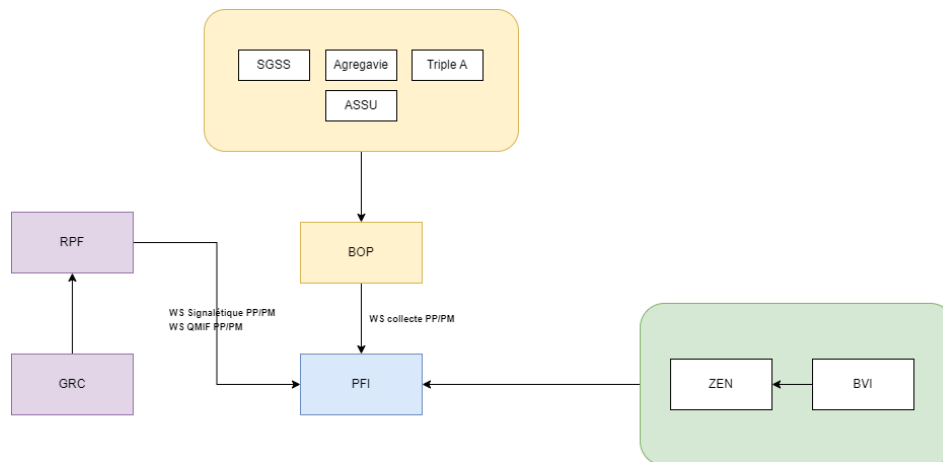 SGSS
Agregavie
Triple A
ASSU
RPF
BOP
WS Signalétique PP/PM
WS QMIF PP/PM
WS collecte PP/PM
GRC
PFI
ZEN
BVI